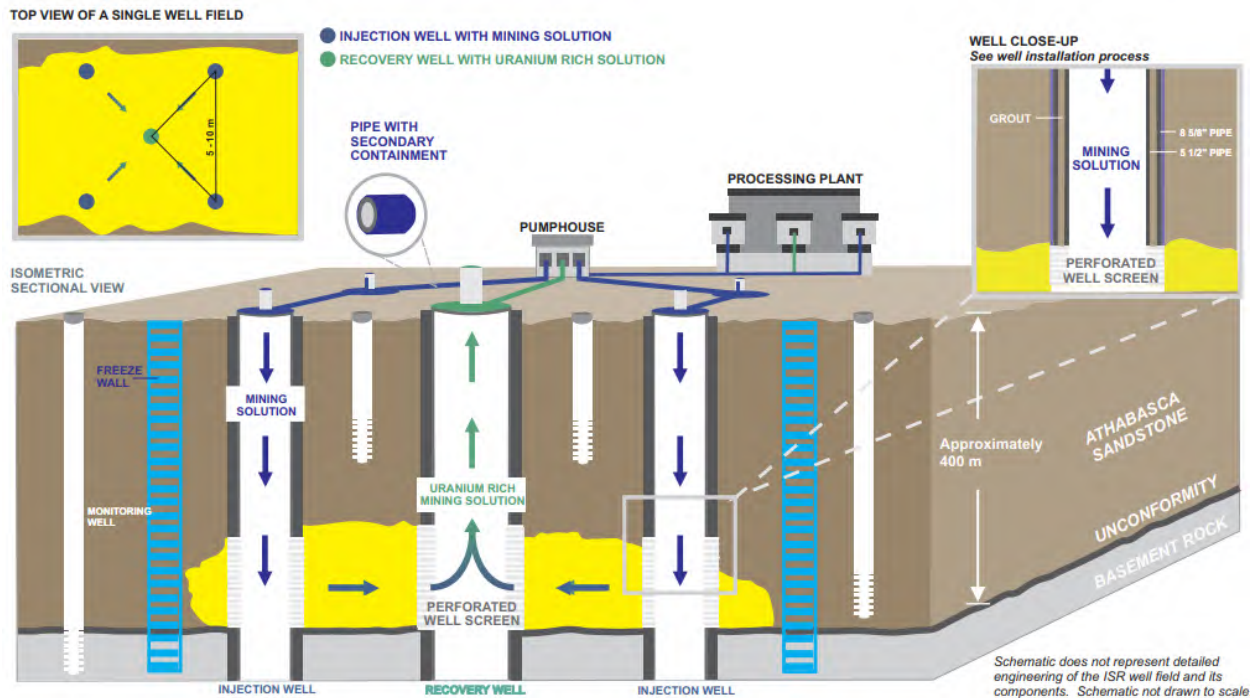 TOP VIEW OF A SINGLE WELL FIELD
INJECTION WELL WITH MINING SOLUTION
RECOVERY WELL WITH URANIUM RICH SOLUTION
5 - 10 m
PIPE WITH
SECONDARY
CONTAINMENT
PUMPHOUSE
PROCESSING PLANT
WELL CLOSE-UP
See well installation process
GROUT
MINING
SOLUTION
8 5/8" PIPE
5 1/2" PIPE
PERFORATED
WELL SCREEN
ISOMETRIC
SECTIONAL VIEW
FREEZE
WALL
MINING
SOLUTION
URANIUM RICH
MINING SOLUTION
MONITORING
WELL
PERFORATED
WELL SCREEN
Approximately
400 m
ATHABASCA
SANDSTONE
UNCONFORMITY
BASEMENT ROCK
INJECTION WELL
RECOVERY WELL
INJECTION WELL
Schematic does not represent detailed
engineering of the ISR well field and its
components. Schematic not drawn to scale